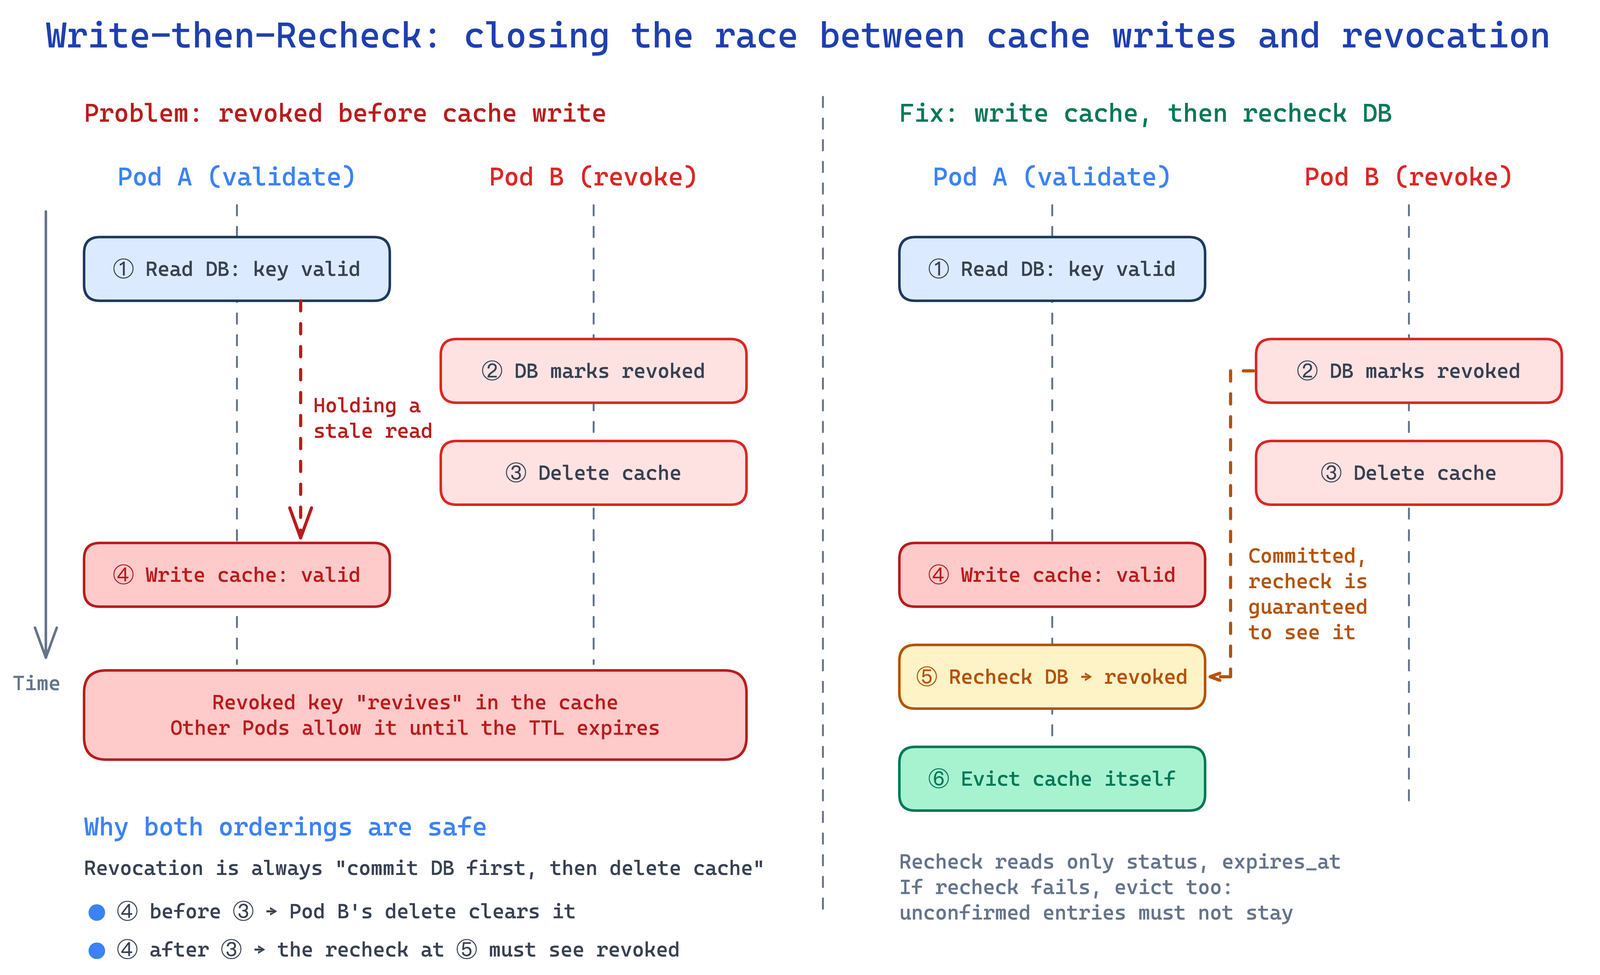 Write-then-Recheck: closing the race between cache writes and revocation
Problem: revoked before cache write
Pod A (validate)
Pod B (revoke)
① Read DB: key valid
② DB marks revoked
Holding a
stale read
③ Delete cache
④ Write cache: valid
Time
Revoked key "revives" in the cache
Other Pods allow it until the TTL expires
Why both orderings are safe
Revocation is always "commit DB first, then delete cache"
④ before ③ → Pod B's delete clears it
④ after ③ → the recheck at ⑤ must see revoked
Fix: write cache, then recheck DB
Pod A (validate)
Pod B (revoke)
① Read DB: key valid
② DB marks revoked
③ Delete cache
④ Write cache: valid
Committed,
recheck is
guaranteed
to see it
⑤ Recheck DB → revoked
⑥ Evict cache itself
Recheck reads only status, expires_at
If recheck fails, evict too:
unconfirmed entries must not stay